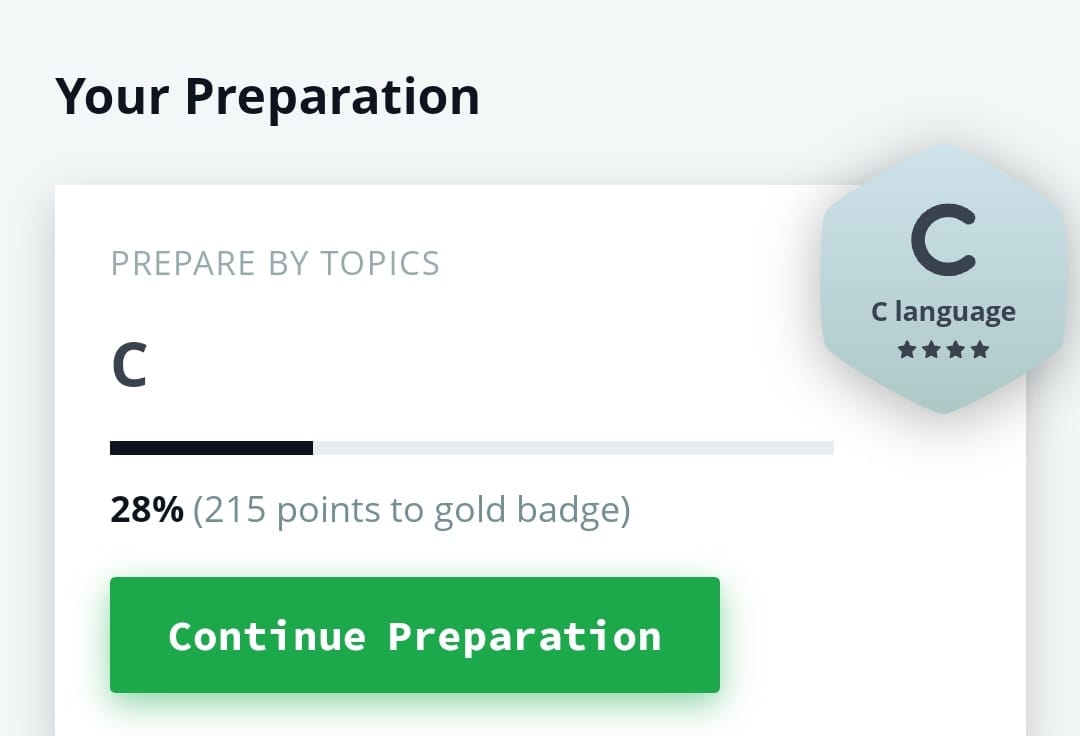 Your Preparation
PREPARE BY TOPICS
C
C language
C
28% (215 points to gold badge)
Continue Preparation